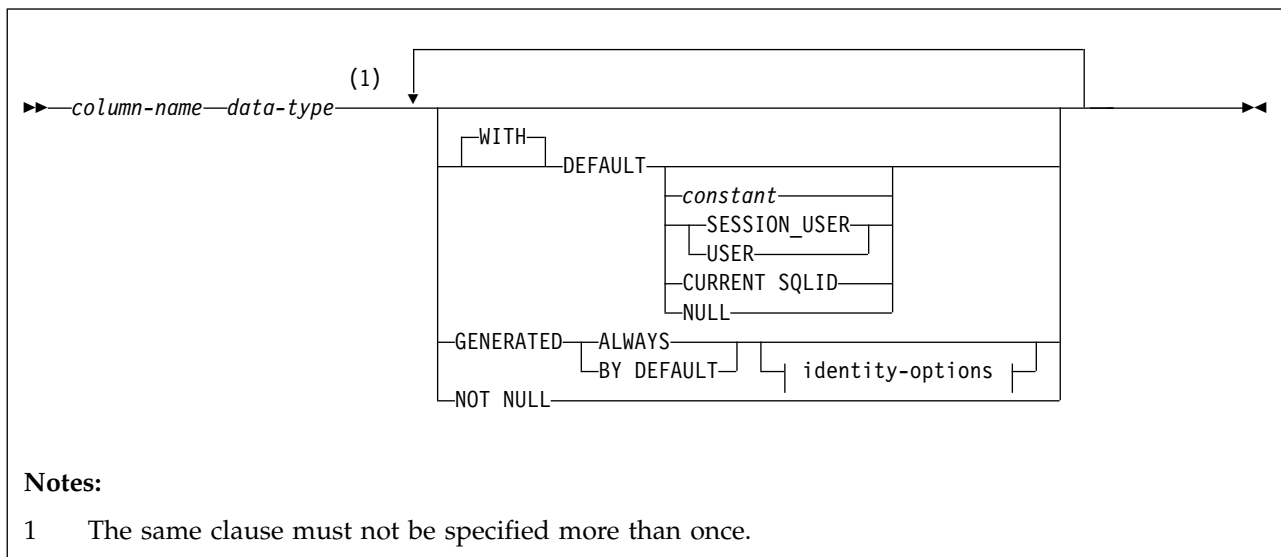 (1)
column-name data-type
WITH
DEFAULT
constant
SESSION_USER
USER
CURRENT SQLID
NULL
GENERATED ALWAYS
BY DEFAULT identity-options
NOT NULL
Notes:
1 The same clause must not be specified more than once.